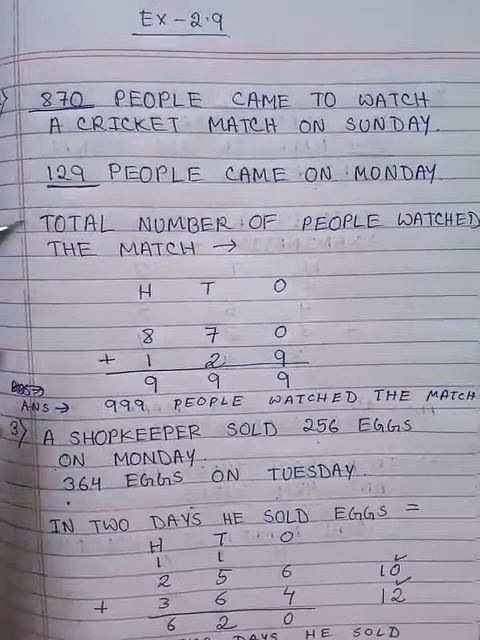 Ex - 2.9
870 PEOPLE CAME TO WATCH
A CRICKET MATCH ON SUNDAY.
129 PEOPLE CAME ON MONDAY
TOTAL NUMBER OF PEOPLE WATCHED
THE MATCH →
H T O
8 7 0
+ 1 2 9
9 9 9
ANS → 999 PEOPLE WATCHED THE MATCH
3) A SHOPKEEPER SOLD 256 EGGS
ON MONDAY.
364 EGGS ON TUESDAY.
IN TWO DAYS HE SOLD EGGS =
H T O
1 1
2 5 6 10
+ 3 6 4 12
6 2 0
DAYS HE SOLD